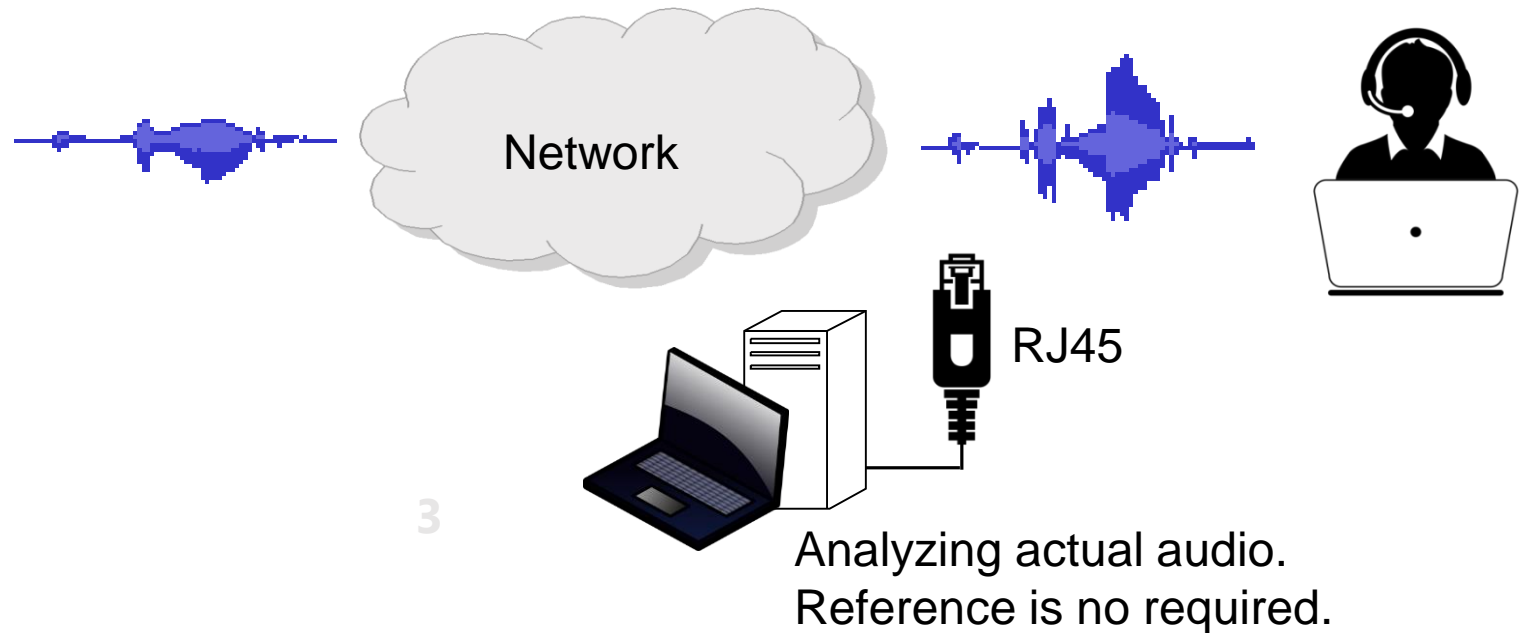 Network
RJ45
3
Analyzing actual audio.
Reference is no required.